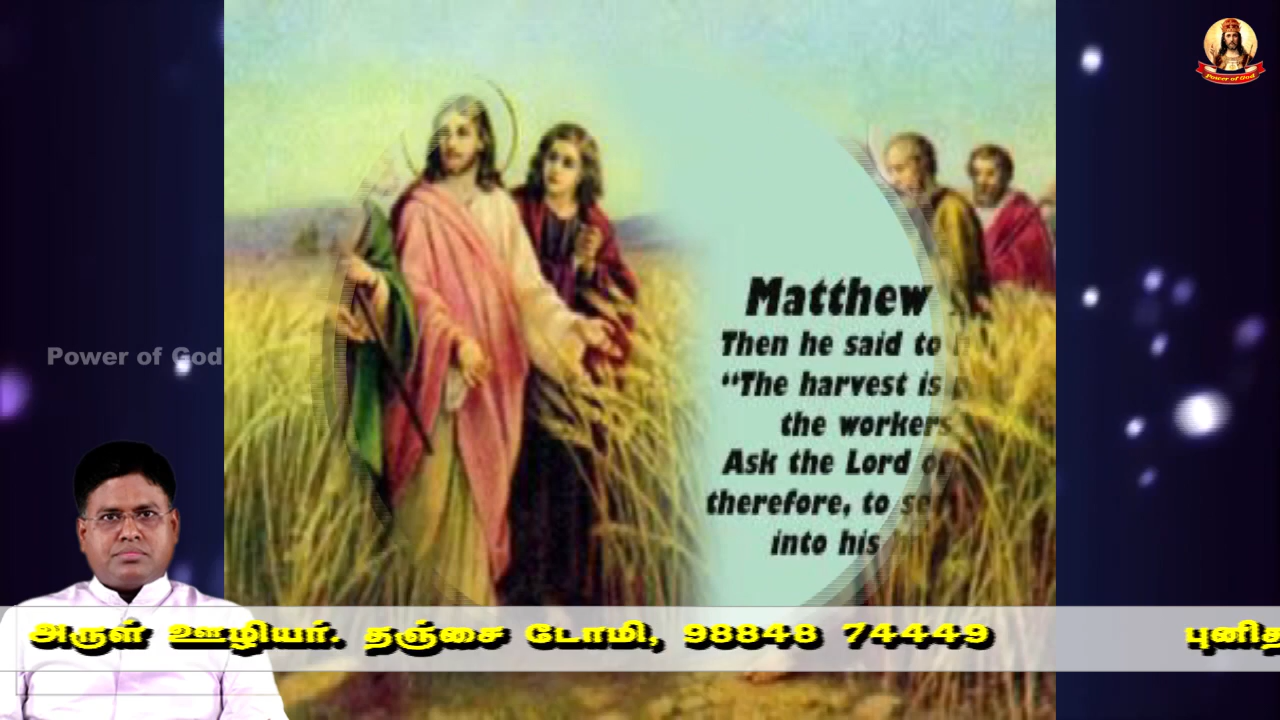 Power of God
Matthew
Then he said to
“The harvest is
the workers
Ask the Lord
therefore, to
into his
Power of God
அருள் ஊழியர். தஞ்சை டோமி, 98848 74449